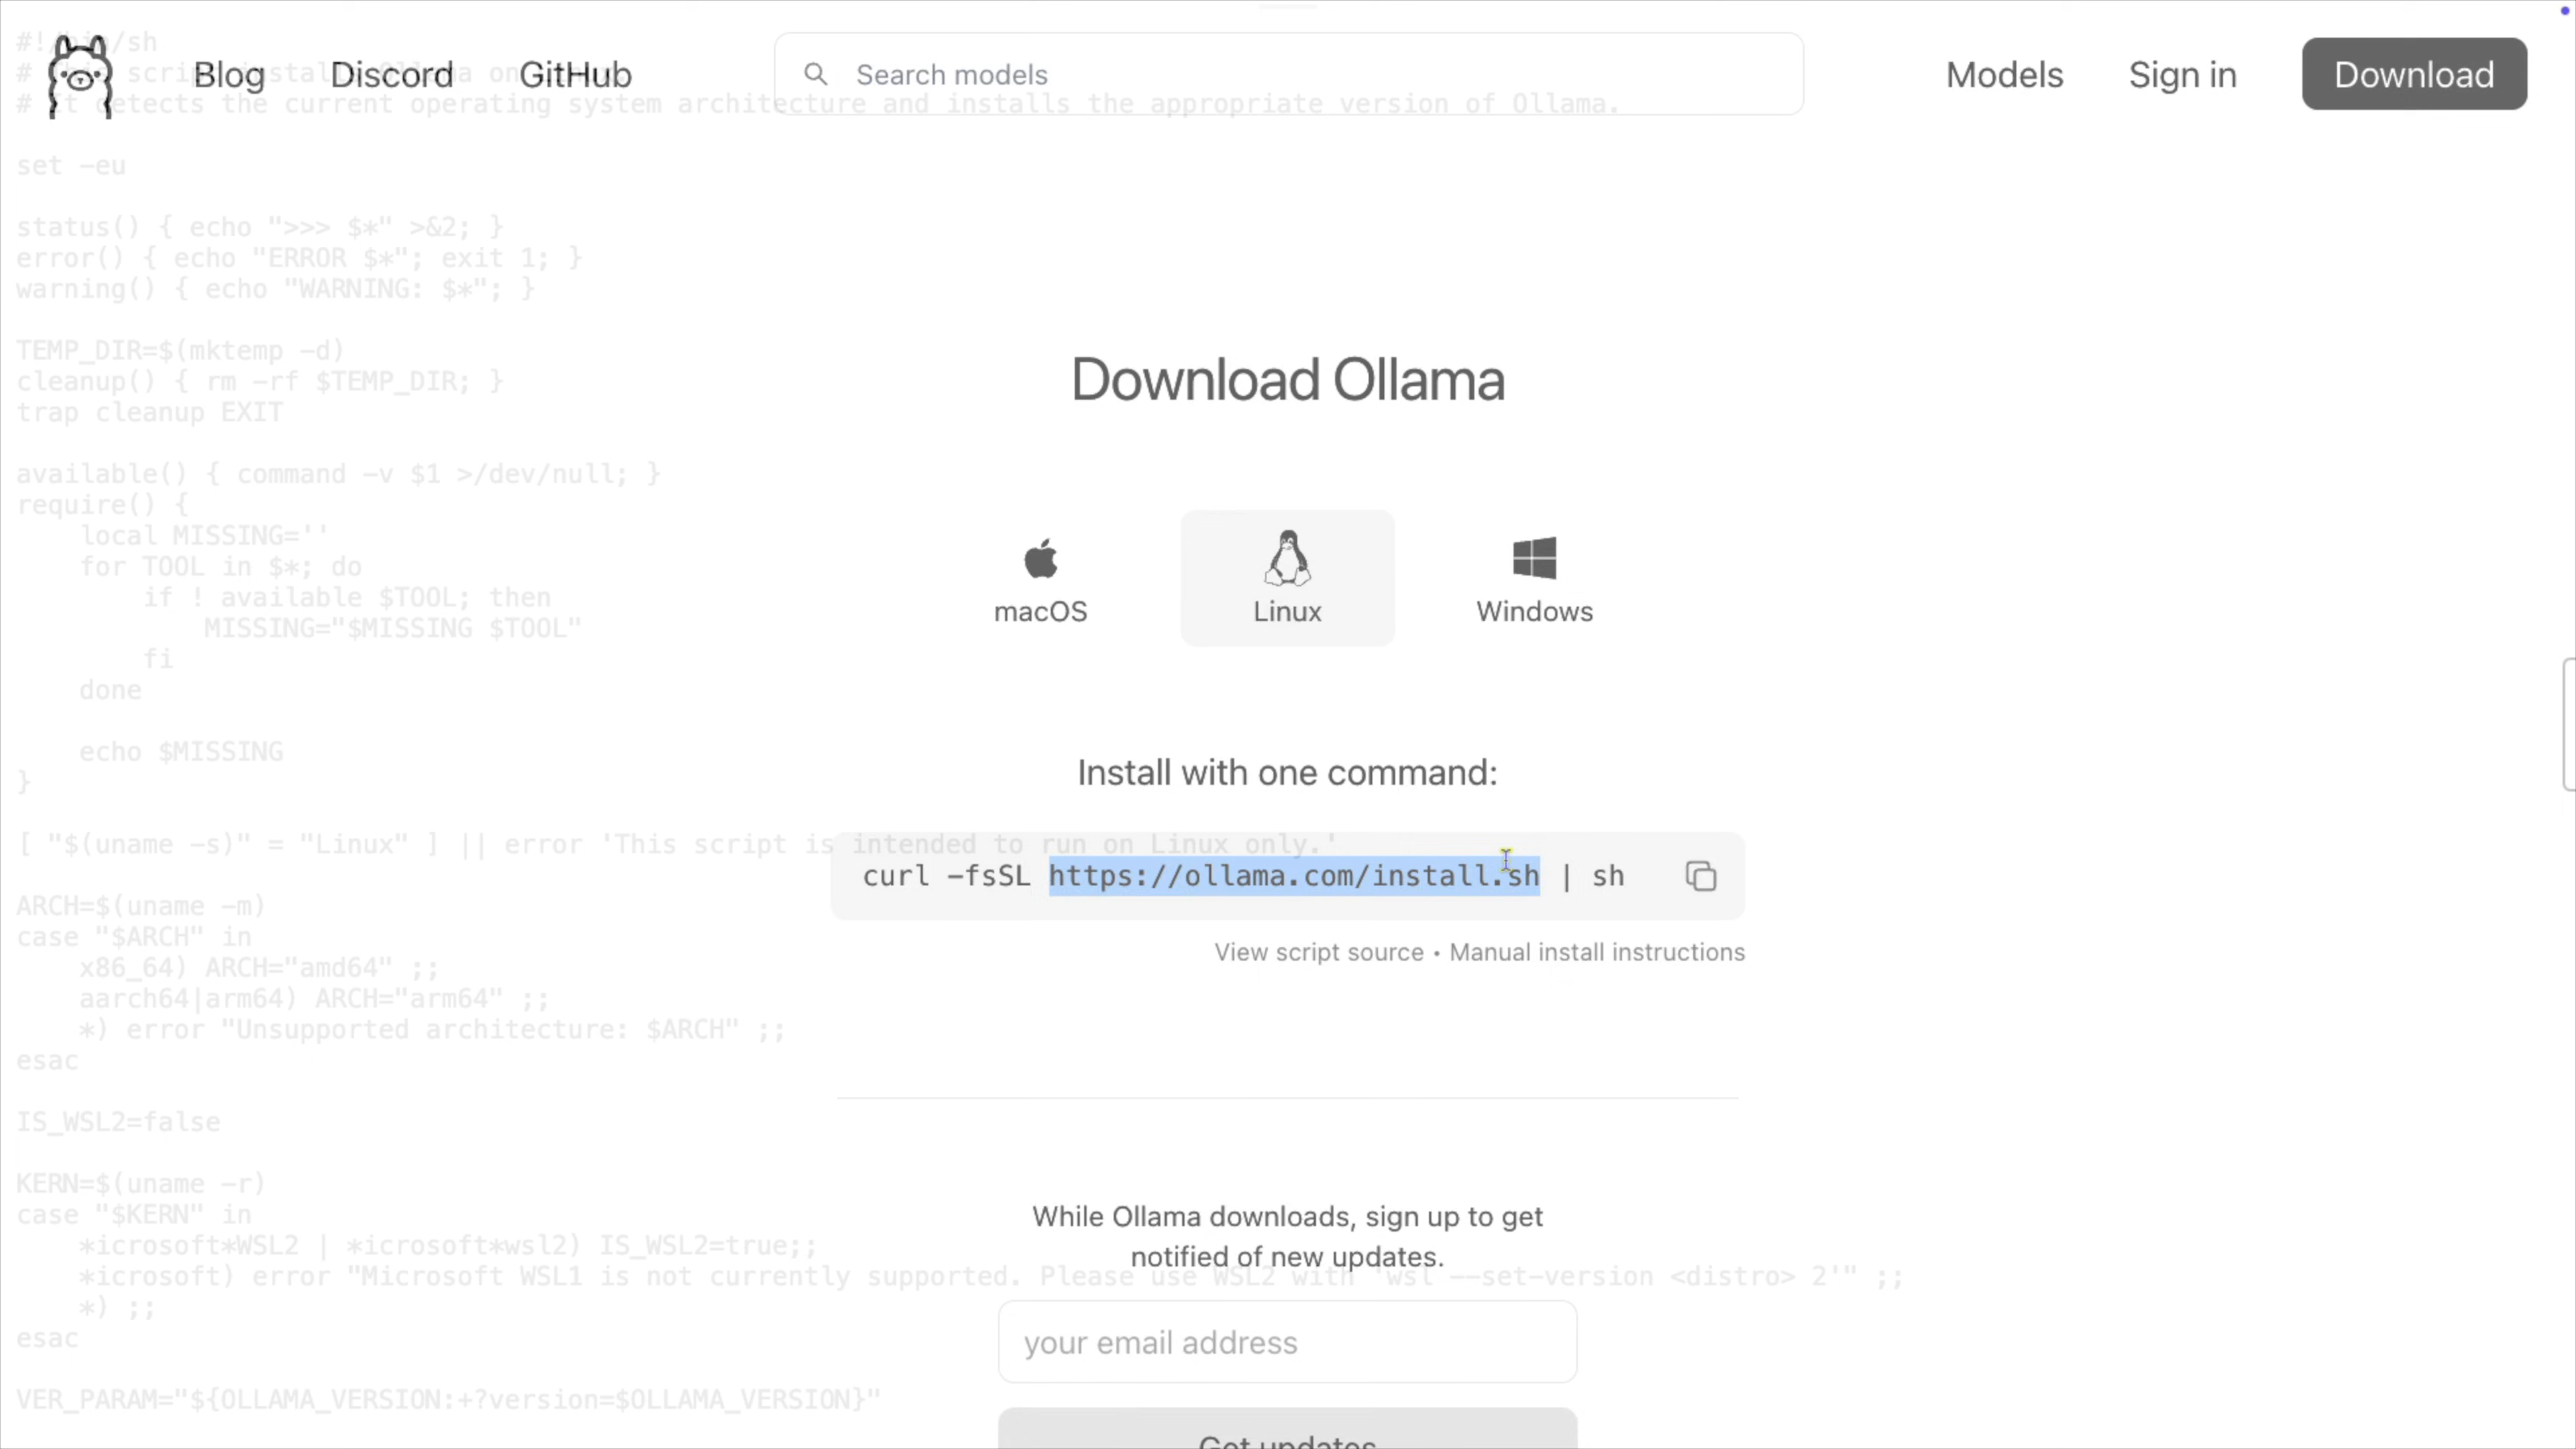 Blog Discord GitHub
Search models
Models Sign in Download
Download Ollama
macOS
Linux
Windows
Install with one command:
curl -fsSL https://ollama.com/install.sh | sh
View script source • Manual install instructions
While Ollama downloads, sign up to get
notified of new updates.
your email address
Get updates
#!/bin/sh
# script installs Ollama on
# It detects the current operating system architecture and installs the appropriate version of Ollama.
set -eu
status() { echo ">>> $*" >&2; }
error() { echo "ERROR $*"; exit 1; }
warning() { echo "WARNING: $*"; }
TEMP_DIR=$(mktemp -d)
cleanup() { rm -rf $TEMP_DIR; }
trap cleanup EXIT
available() { command -v $1 >/dev/null; }
require() {
local MISSING=''
for TOOL in $*; do
if ! available $TOOL; then
MISSING="$MISSING $TOOL"
fi
done
echo $MISSING
}
[ "$(uname -s)" = "Linux" ] || error 'This script is intended to run on Linux only.'
ARCH=$(uname -m)
case "$ARCH" in
x86_64) ARCH="amd64" ;;
aarch64|arm64) ARCH="arm64" ;;
*) error "Unsupported architecture: $ARCH" ;;
esac
IS_WSL2=false
KERN=$(uname -r)
case "$KERN" in
*icrosoft*WSL2 | *icrosoft*wsl2) IS_WSL2=true;;
*icrosoft) error "Microsoft WSL1 is not currently supported. Please use WSL2 with 'wsl --set-version <distro> 2'" ;;
*) ;;
esac
VER_PARAM="${OLLAMA_VERSION:+?version=$OLLAMA_VERSION}"